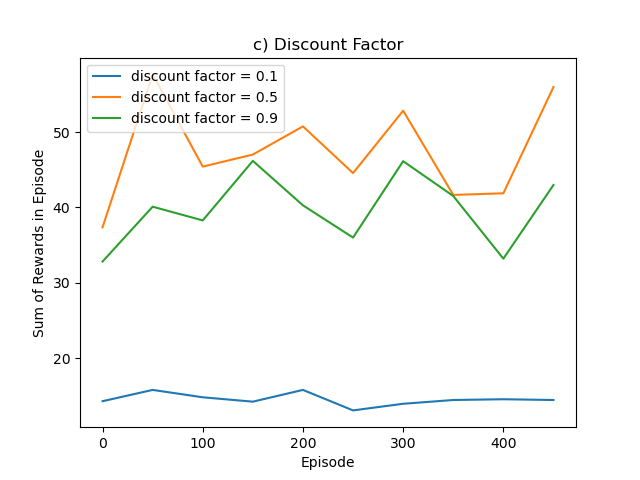 c) Discount Factor
discount factor = 0.1
discount factor = 0.5
discount factor = 0.9
Sum of Rewards in Episode
50
40
30
20
0 100 200 300 400
Episode